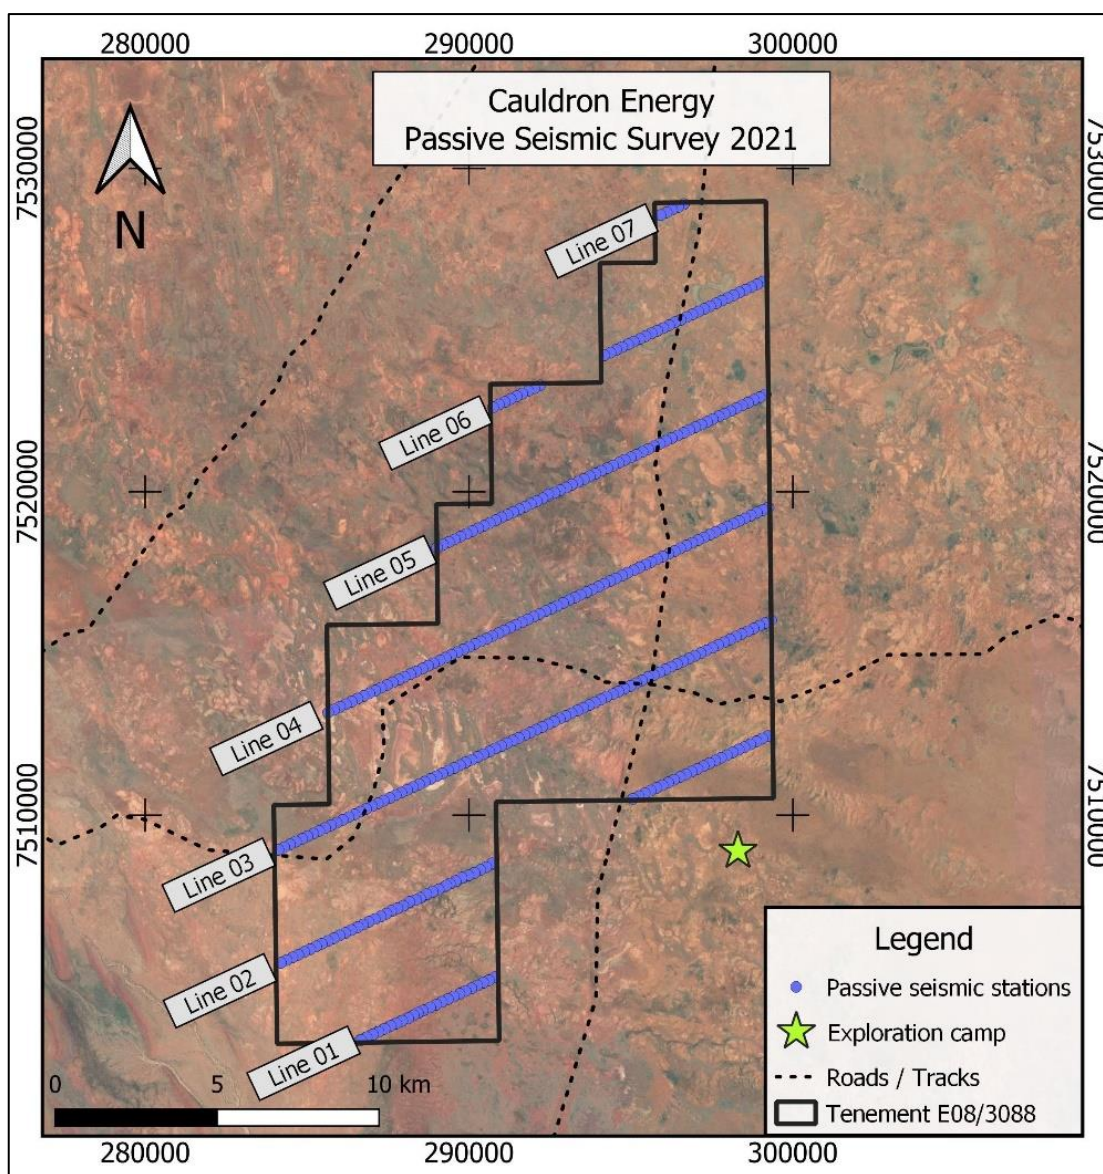 280000
290000
300000
Cauldron Energy
Passive Seismic Survey 2021
7530000
7530000
N
Line 07
Line 06
7520000
7520000
Line 05
Line 04
7510000
7510000
Line 03
Line 02
Line 01
Legend
Passive seismic stations
Exploration camp
Roads / Tracks
Tenement E08/3088
0
5
10 km
280000
290000
300000